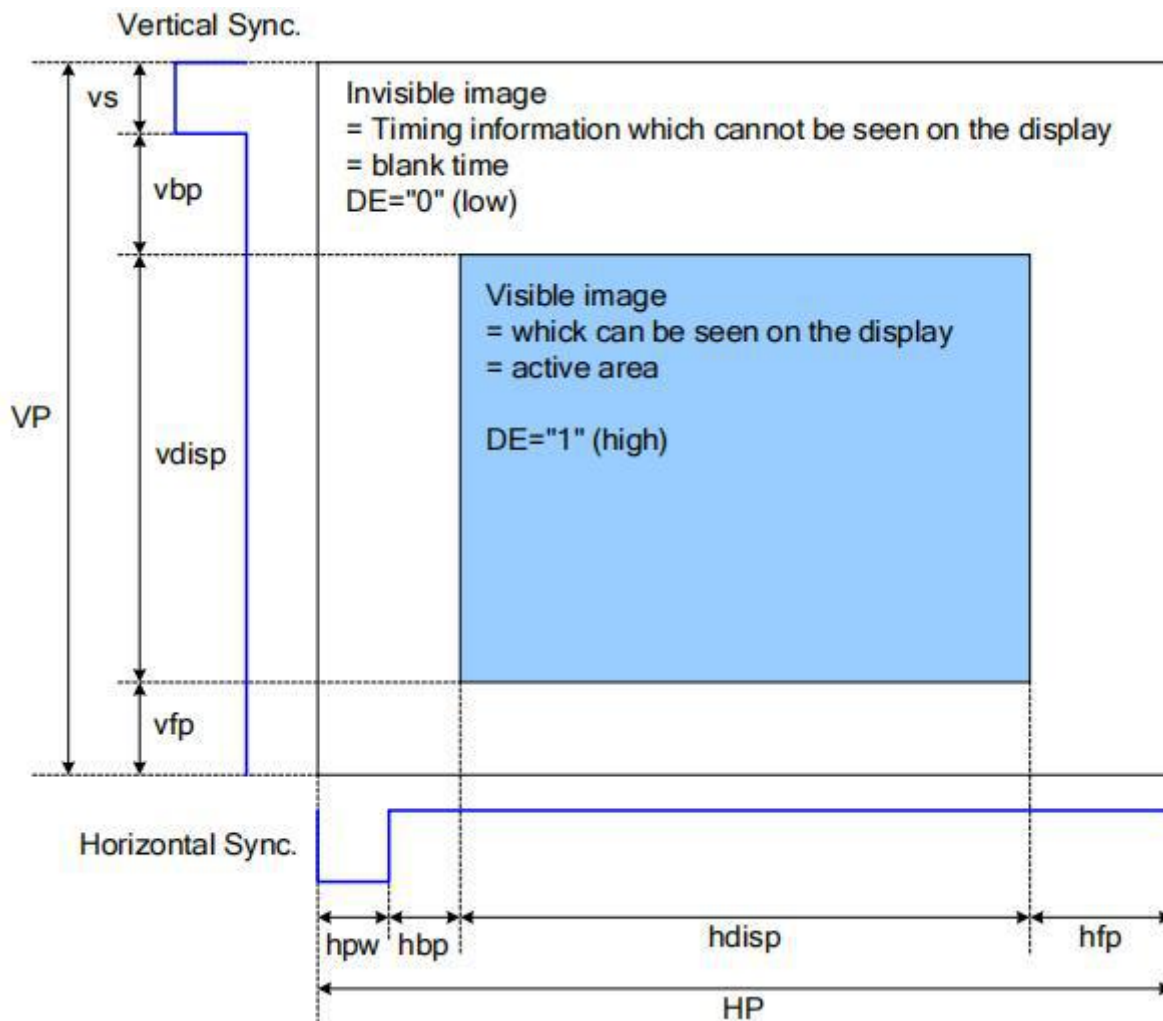 Vertical Sync.
vs
Invisible image
= Timing information which cannot be seen on the display
= blank time
DE="0" (low)
vbp
Visible image
= whick can be seen on the display
= active area
DE="1" (high)
VP
vdisp
vfp
Horizontal Sync.
hpw
hbp
hdisp
hfp
HP